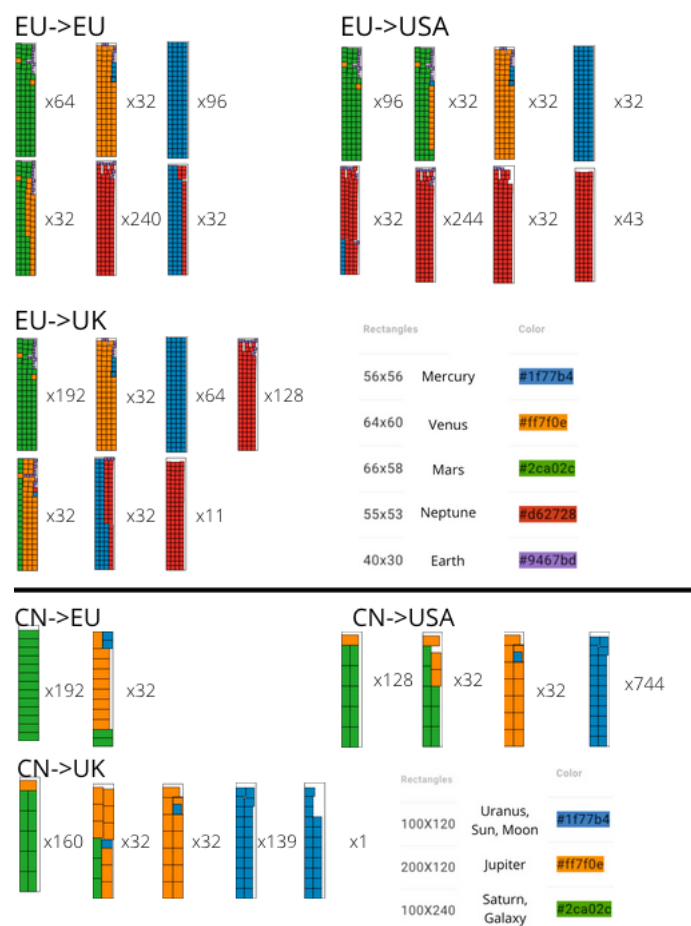 EU->EU
EU->USA
x64 x32 x96
x96 x32 x32 x32
x32 x240 x32
x32 x244 x32 x43
EU->UK
x192 x32 x64 x128
x32 x32 x11
Rectangles Color
56x56 Mercury #1f77b4
64x60 Venus #ff7f0e
66x58 Mars #2ca02c
55x53 Neptune #d62728
40x30 Earth #9467bd
CN->EU
CN->USA
x192 x32
x128 x32 x32 x744
CN->UK
x160 x32 x32 x139 x1
Rectangles Color
100X120 Uranus,
Sun, Moon #1f77b4
200X120 Jupiter #ff7f0e
100X240 Saturn,
Galaxy #2ca02c